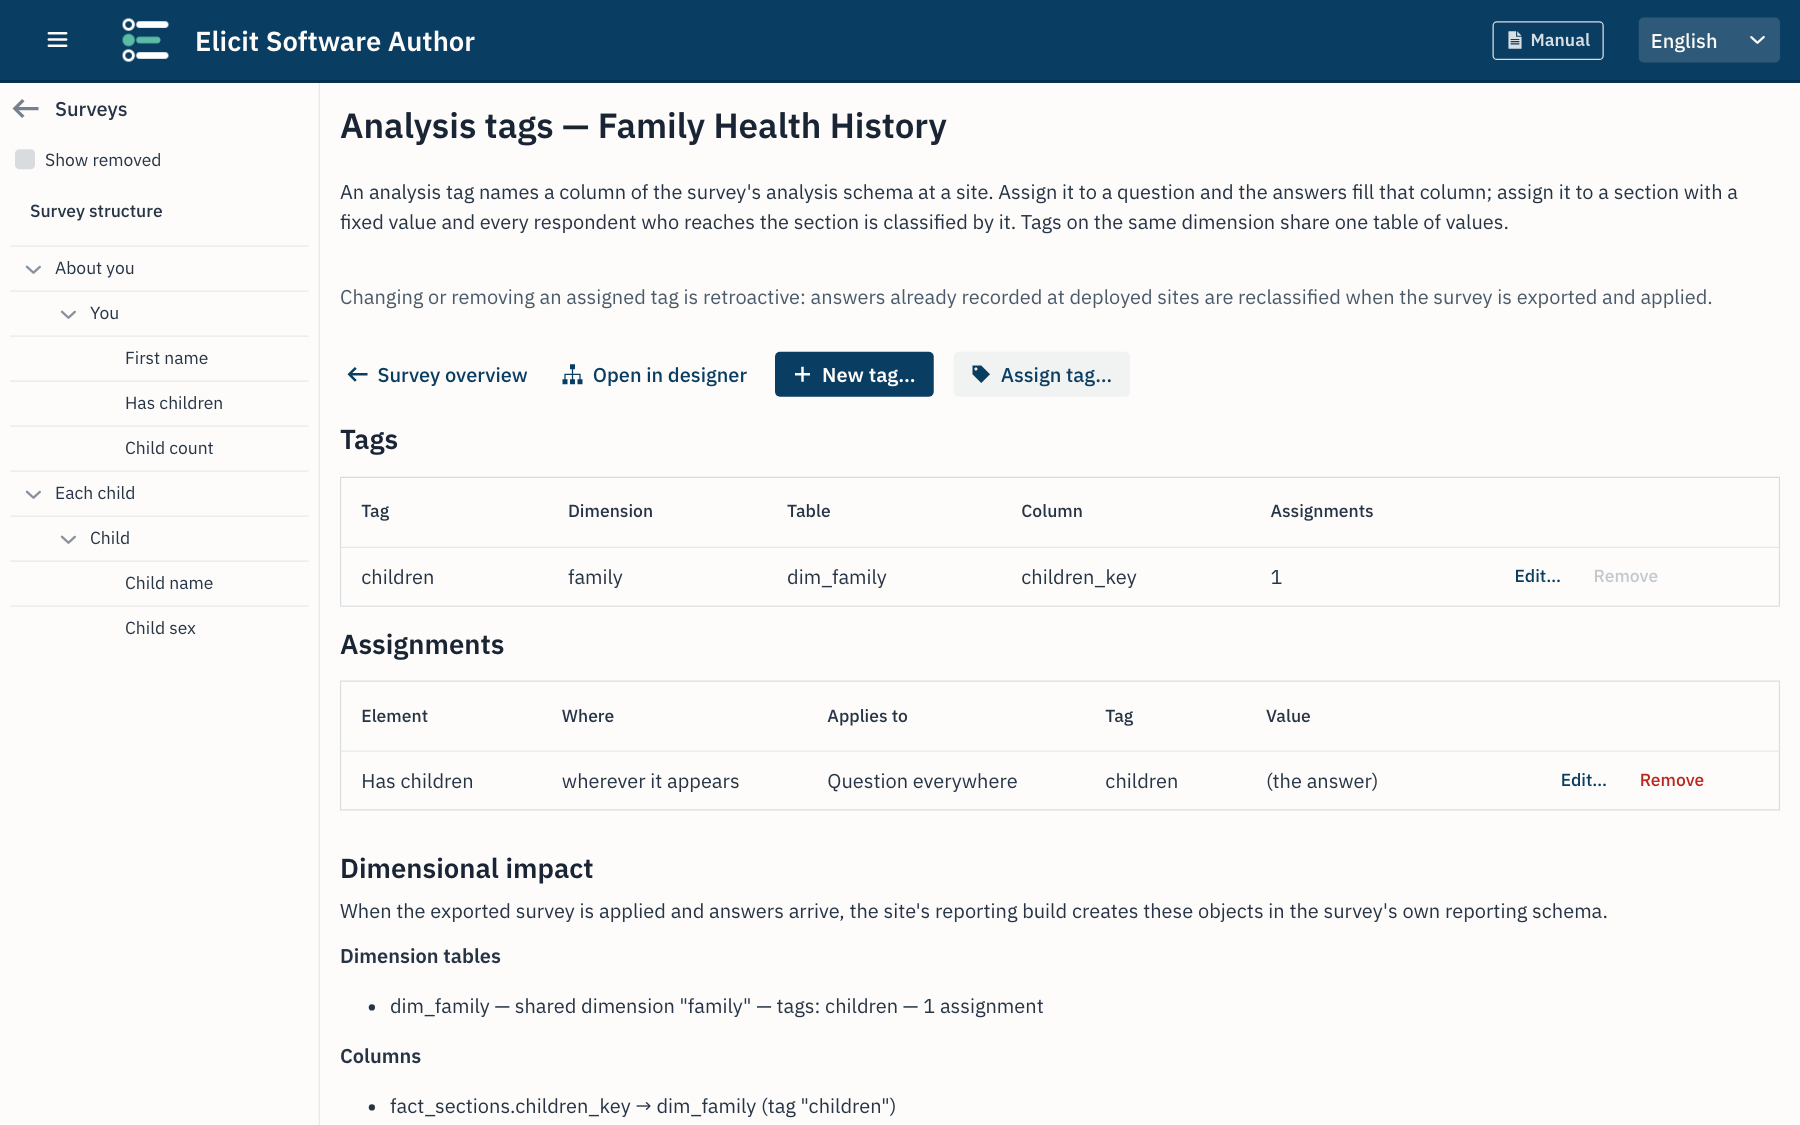 Elicit Software Author
Manual
English
Surveys
Show removed
Survey structure
About you
You
First name
Has children
Child count
Each child
Child
Child name
Child sex
Analysis tags — Family Health History
An analysis tag names a column of the survey's analysis schema at a site. Assign it to a question and the answers fill that column; assign it to a section with a
fixed value and every respondent who reaches the section is classified by it. Tags on the same dimension share one table of values.
Changing or removing an assigned tag is retroactive: answers already recorded at deployed sites are reclassified when the survey is exported and applied.
← Survey overview Open in designer + New tag... Assign tag...
Tags
Tag Dimension Table Column Assignments
children family dim_family children_key 1 Edit... Remove
Assignments
Element Where Applies to Tag Value
Has children wherever it appears Question everywhere children (the answer) Edit... Remove
Dimensional impact
When the exported survey is applied and answers arrive, the site's reporting build creates these objects in the survey's own reporting schema.
Dimension tables
• dim_family — shared dimension "family" — tags: children — 1 assignment
Columns
• fact_sections.children_key → dim_family (tag "children")